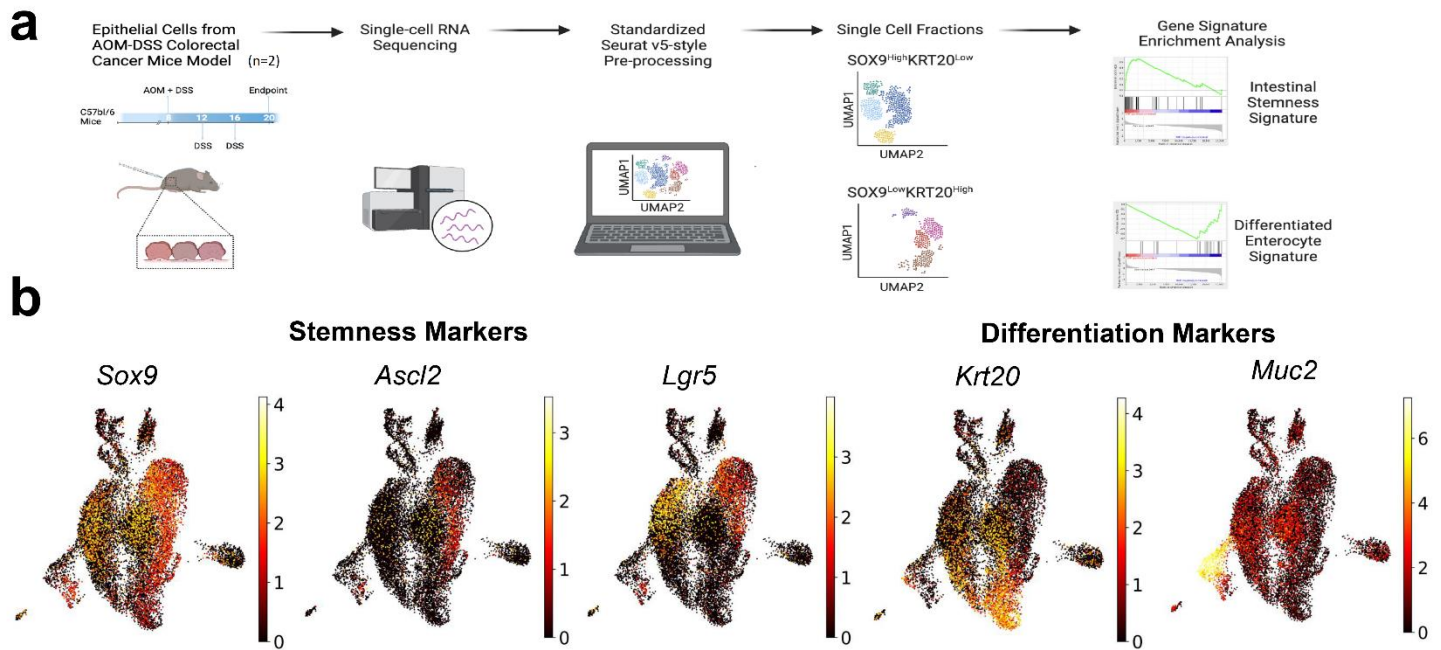 a
Epithelial Cells from
AOM-DSS Colorectal
Cancer Mice Model (n=2)
Single-cell RNA
Sequencing
Standardized
Seurat v5-style
Pre-processing
Single Cell Fractions
Gene Signature
Enrichment Analysis
AOM + DSS
Endpoint
C57bl/6
Mice
8 12 16 20
DSS DSS
UMAP1
UMAP2
SOX9HighKRT20Low
UMAP1
UMAP2
SOX9LowKRT20High
UMAP1
UMAP2
Intestinal
Stemness
Signature
Differentiated
Enterocyte
Signature
b
Stemness Markers
Differentiation Markers
Sox9
Ascl2
Lgr5
Krt20
Muc2
4
3
2
1
0
3
2
1
0
3
2
1
0
4
3
2
1
0
6
4
2
0